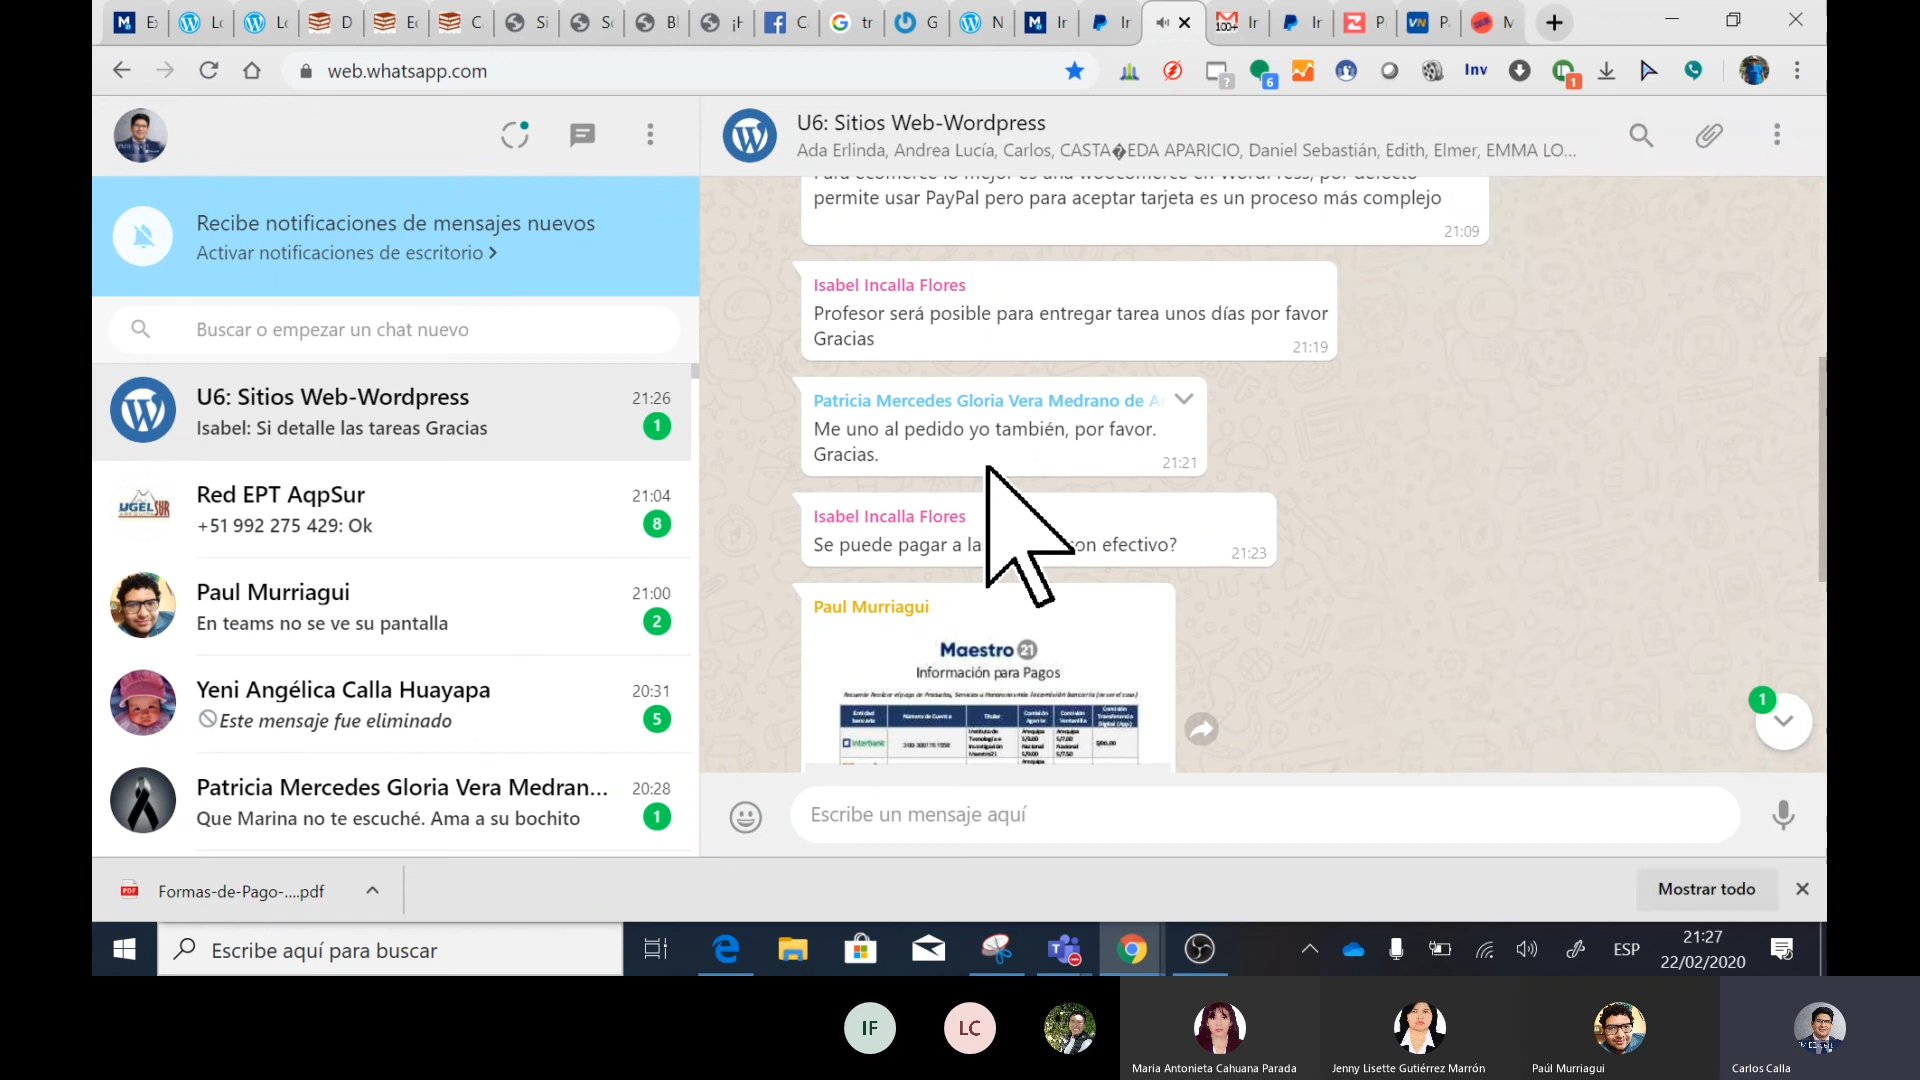 web.whatsapp.com
Inv
6
1
U6: Sitios Web-Wordpress
Ada Erlinda, Andrea Lucía, Carlos, CASTA�EDA APARICIO, Daniel Sebastián, Edith, Elmer, EMMA LO...
Recibe notificaciones de mensajes nuevos
Activar notificaciones de escritorio >
Buscar o empezar un chat nuevo
U6: Sitios Web-Wordpress
21:26
Isabel: Si detalle las tareas Gracias
1
Red EPT AqpSur
21:04
+51 992 275 429: Ok
8
UGEL SUR
Paul Murriagui
21:00
En teams no se ve su pantalla
2
Yeni Angélica Calla Huayapa
20:31
Este mensaje fue eliminado
5
Patricia Mercedes Gloria Vera Medran...
20:28
Que Marina no te escuché. Ama a su bochito
1
permite usar PayPal pero para aceptar tarjeta es un proceso más complejo
21:09
Isabel Incalla Flores
Profesor será posible para entregar tarea unos días por favor
Gracias
21:19
Patricia Mercedes Gloria Vera Medrano de A
Me uno al pedido yo también, por favor.
Gracias.
21:21
Isabel Incalla Flores
Se puede pagar a la con efectivo?
21:23
Paul Murriagui
Maestro 21
Información para Pagos
Interbank
1
Escribe un mensaje aquí
Formas-de-Pago-....pdf
Mostrar todo
Escribe aquí para buscar
ESP
21:27
22/02/2020
IF
LC
Maria Antonieta Cahuana Parada
Jenny Lisette Gutiérrez Marrón
Paúl Murriagui
Carlos Calla